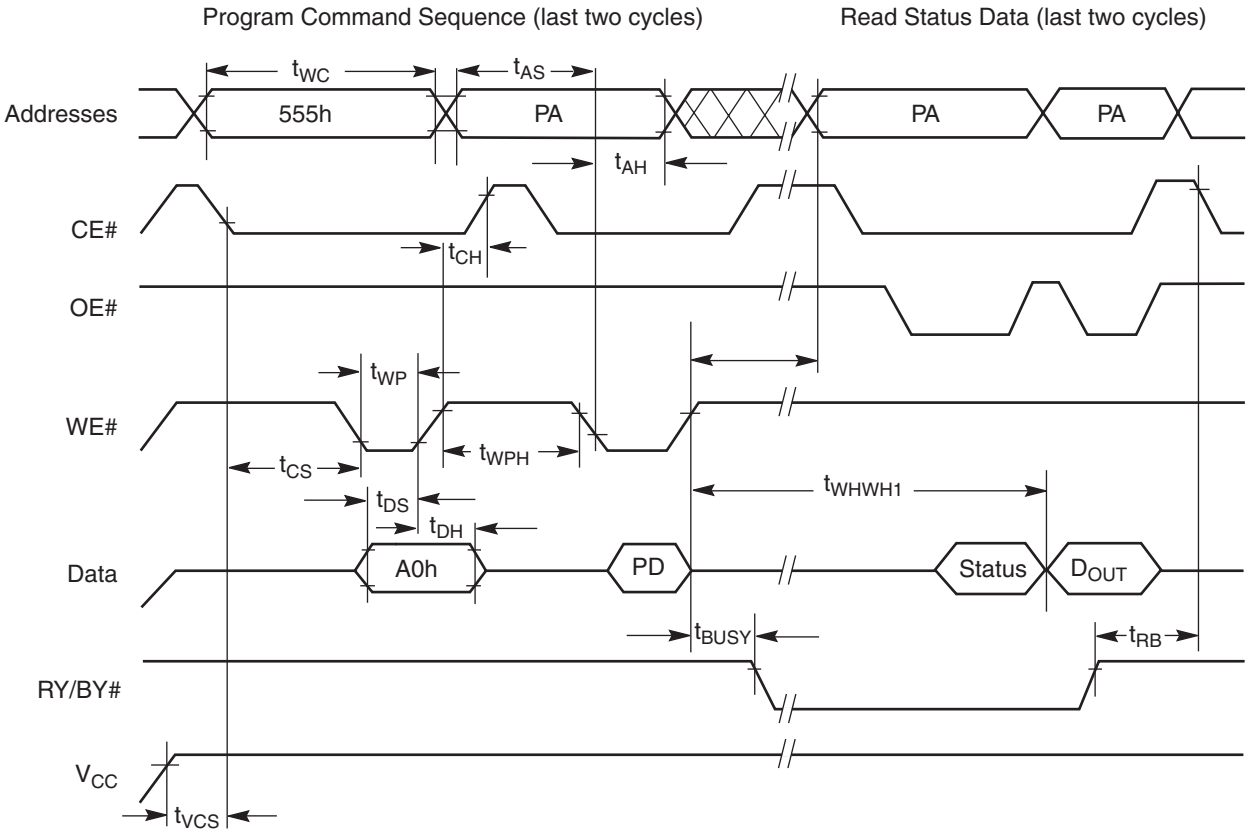 Program Command Sequence (last two cycles) Read Status Data (last two cycles)
tWC tAS
Addresses 555h PA PA PA
tAH
CE#
tCH
OE#
tWP
WE#
tCS tWPH
tWHWH1
tDS
tDH
Data A0h PD Status DOUT
tBUSY tRB
RY/BY#
VCC
tVCS